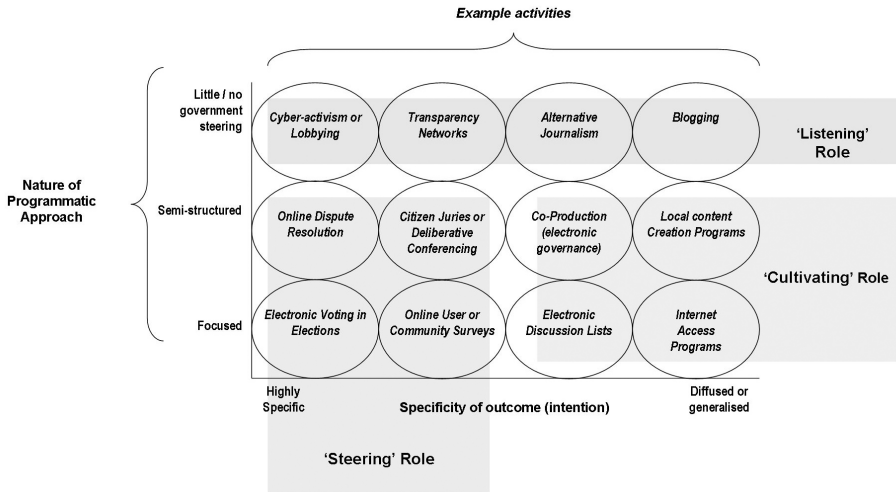 Example activities
Little / no
government
steering
Cyber-activism or
Lobbying
Transparency
Networks
Alternative
Journalism
Blogging
‘Listening’
Role
Nature of
Programmatic
Approach
Semi-structured
Online Dispute
Resolution
Citizen Juries or
Deliberative
Conferencing
Co-Production
(electronic
governance)
Local content
Creation Programs
‘Cultivating’ Role
Focused
Electronic Voting in
Elections
Online User or
Community Surveys
Electronic
Discussion Lists
Internet
Access
Programs
Highly
Specific
Specificity of outcome (intention)
Diffused or
generalised
‘Steering’ Role